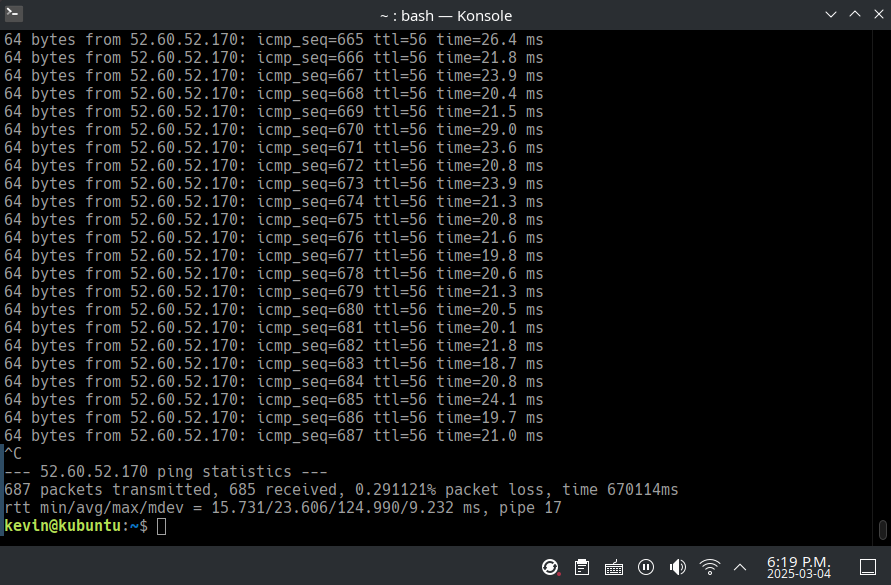 ~ : bash — Konsole
64 bytes from 52.60.52.170: icmp_seq=665 ttl=56 time=26.4 ms
64 bytes from 52.60.52.170: icmp_seq=666 ttl=56 time=21.8 ms
64 bytes from 52.60.52.170: icmp_seq=667 ttl=56 time=23.9 ms
64 bytes from 52.60.52.170: icmp_seq=668 ttl=56 time=20.4 ms
64 bytes from 52.60.52.170: icmp_seq=669 ttl=56 time=21.5 ms
64 bytes from 52.60.52.170: icmp_seq=670 ttl=56 time=29.0 ms
64 bytes from 52.60.52.170: icmp_seq=671 ttl=56 time=23.6 ms
64 bytes from 52.60.52.170: icmp_seq=672 ttl=56 time=20.8 ms
64 bytes from 52.60.52.170: icmp_seq=673 ttl=56 time=23.9 ms
64 bytes from 52.60.52.170: icmp_seq=674 ttl=56 time=21.3 ms
64 bytes from 52.60.52.170: icmp_seq=675 ttl=56 time=20.8 ms
64 bytes from 52.60.52.170: icmp_seq=676 ttl=56 time=21.6 ms
64 bytes from 52.60.52.170: icmp_seq=677 ttl=56 time=19.8 ms
64 bytes from 52.60.52.170: icmp_seq=678 ttl=56 time=20.6 ms
64 bytes from 52.60.52.170: icmp_seq=679 ttl=56 time=21.3 ms
64 bytes from 52.60.52.170: icmp_seq=680 ttl=56 time=20.5 ms
64 bytes from 52.60.52.170: icmp_seq=681 ttl=56 time=20.1 ms
64 bytes from 52.60.52.170: icmp_seq=682 ttl=56 time=21.8 ms
64 bytes from 52.60.52.170: icmp_seq=683 ttl=56 time=18.7 ms
64 bytes from 52.60.52.170: icmp_seq=684 ttl=56 time=20.8 ms
64 bytes from 52.60.52.170: icmp_seq=685 ttl=56 time=24.1 ms
64 bytes from 52.60.52.170: icmp_seq=686 ttl=56 time=19.7 ms
64 bytes from 52.60.52.170: icmp_seq=687 ttl=56 time=21.0 ms
^C
--- 52.60.52.170 ping statistics ---
687 packets transmitted, 685 received, 0.291121% packet loss, time 670114ms
rtt min/avg/max/mdev = 15.731/23.606/124.990/9.232 ms, pipe 17
kevin@kubuntu:~$
6:19 P.M.
2025-03-04